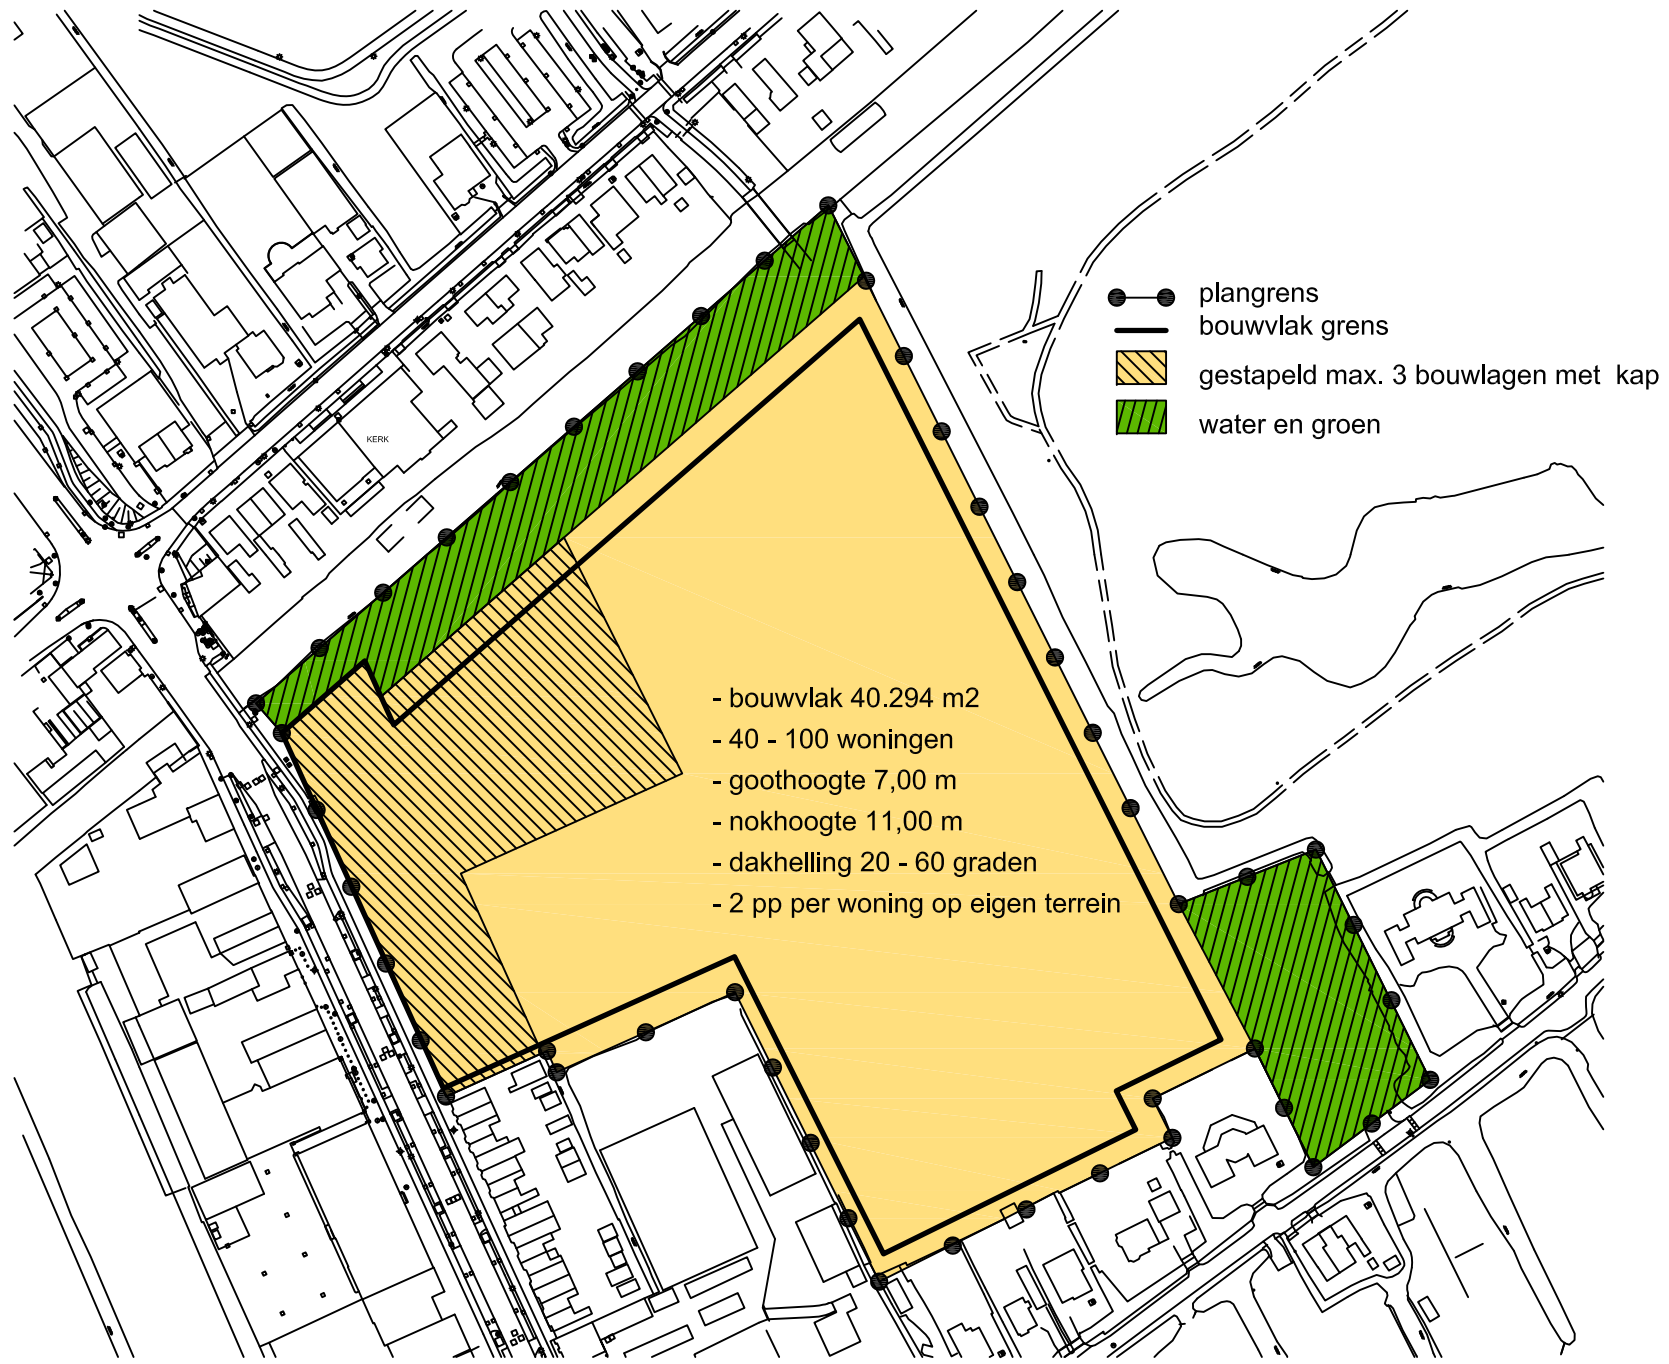 plangrens
bouwvlak grens
gestapeld max. 3 bouwlagen met kap
water en groen
KERK
- bouwvlak 40.294 m2
- 40 - 100 woningen
- goothoogte 7,00 m
- nokhoogte 11,00 m
- dakhelling 20 - 60 graden
- 2 pp per woning op eigen terrein